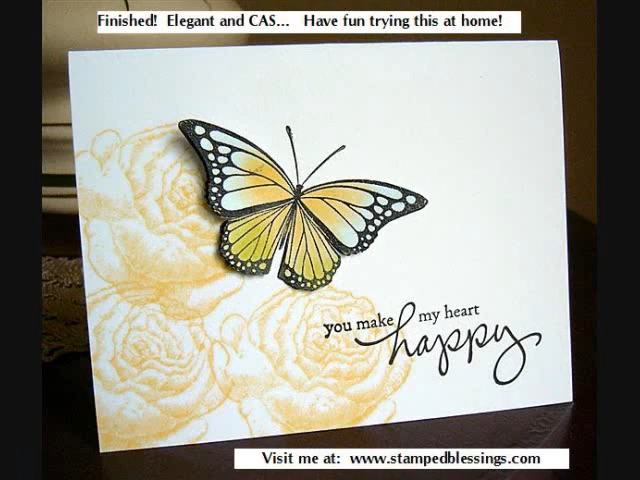 Finished!  Elegant and CAS...   Have fun trying this at home!
you make my heart
happy
Visit me at:  www.stampedblessings.com